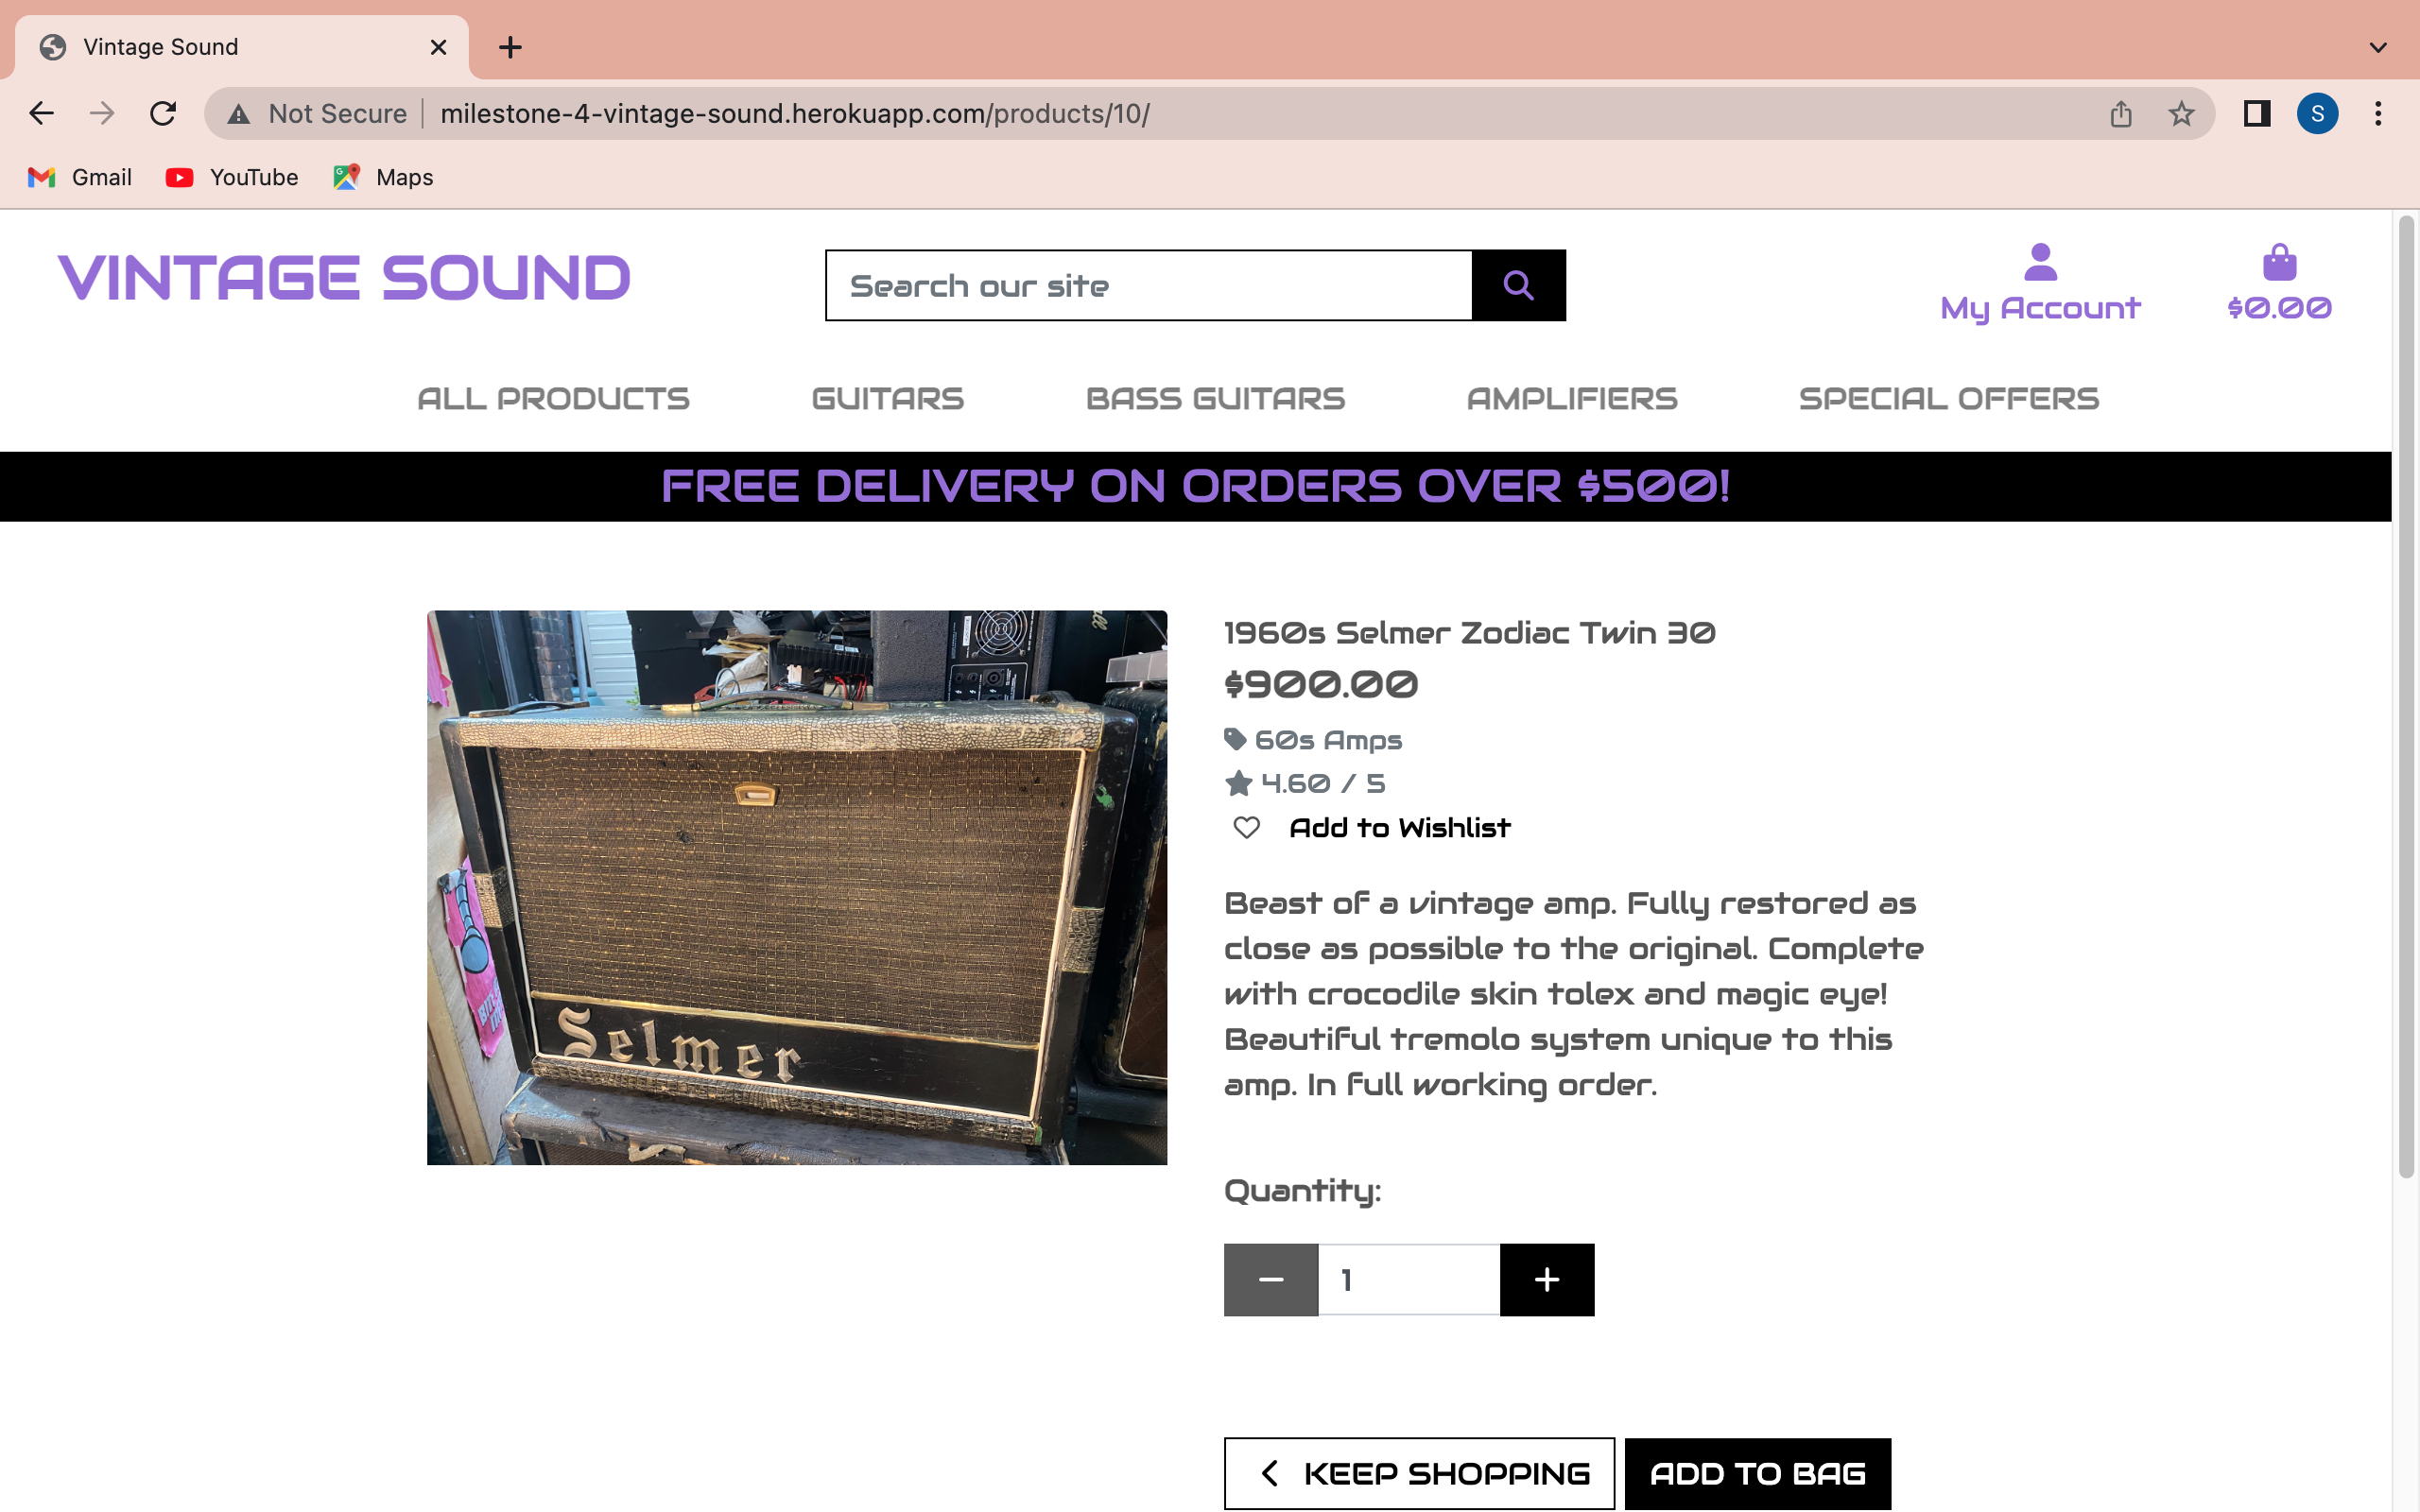 Vintage Sound
Not Secure
milestone-4-vintage-sound.herokuapp.com/products/10/
S
Gmail
YouTube
Maps
VINTAGE SOUND
Search our site
My Account
$0.00
ALL PRODUCTS
GUITARS
BASS GUITARS
AMPLIFIERS
SPECIAL OFFERS
FREE DELIVERY ON ORDERS OVER $500!
Selmer
1960s Selmer Zodiac Twin 30
$900.00
60s Amps
4.60 / 5
Add to Wishlist
Beast of a vintage amp. Fully restored as
close as possible to the original. Complete
with crocodile skin tolex and magic eye!
Beautiful tremolo system unique to this
amp. In full working order.
Quantity:
1
KEEP SHOPPING
ADD TO BAG